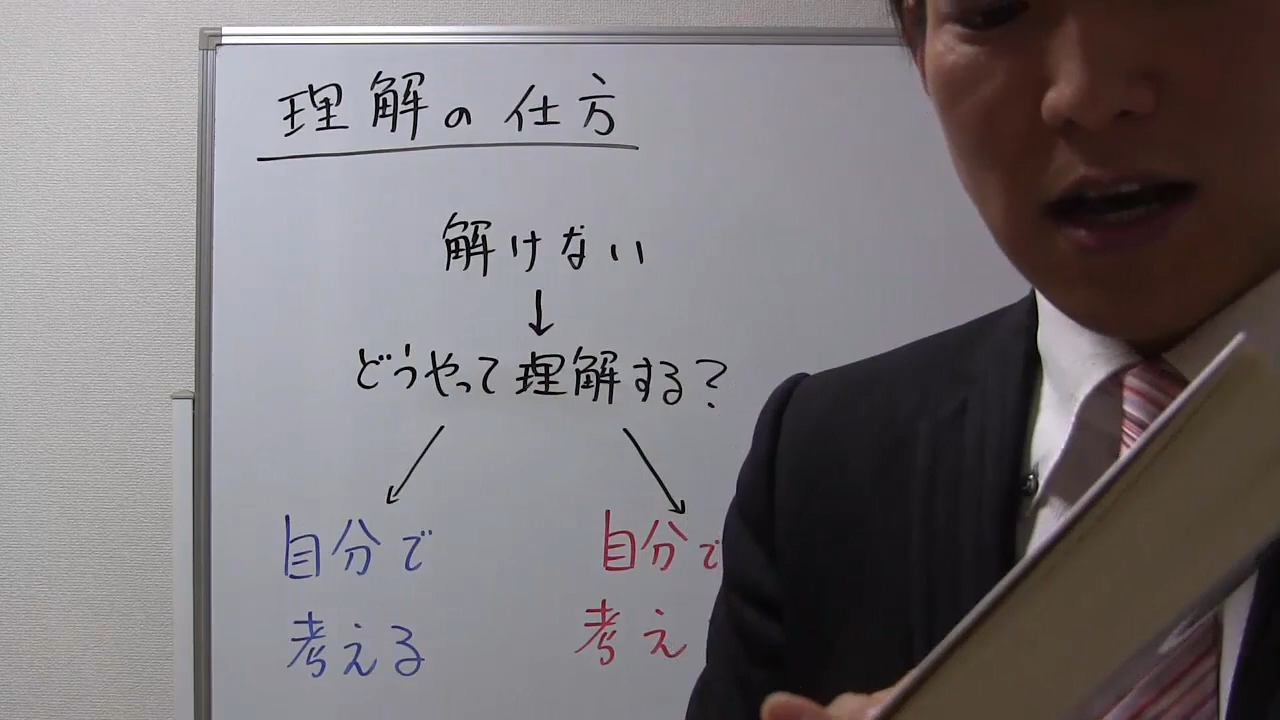 理解の仕方
解けない
↓
どうやって理解する?
自分で
考える
自分で
考え